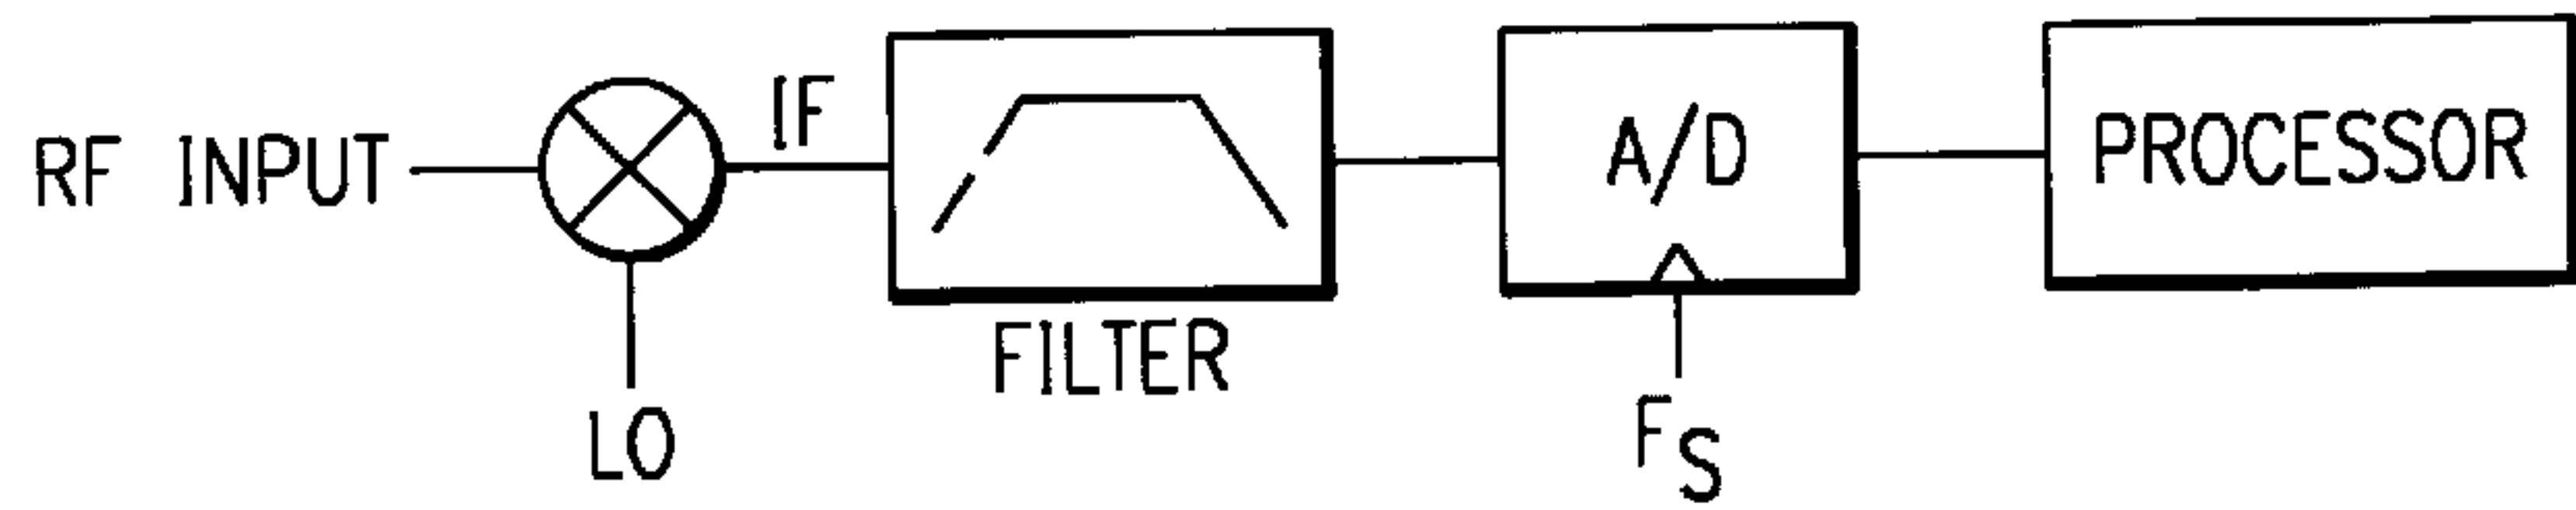 RF INPUT
IF
LO
FILTER
A/D
FS
PROCESSOR